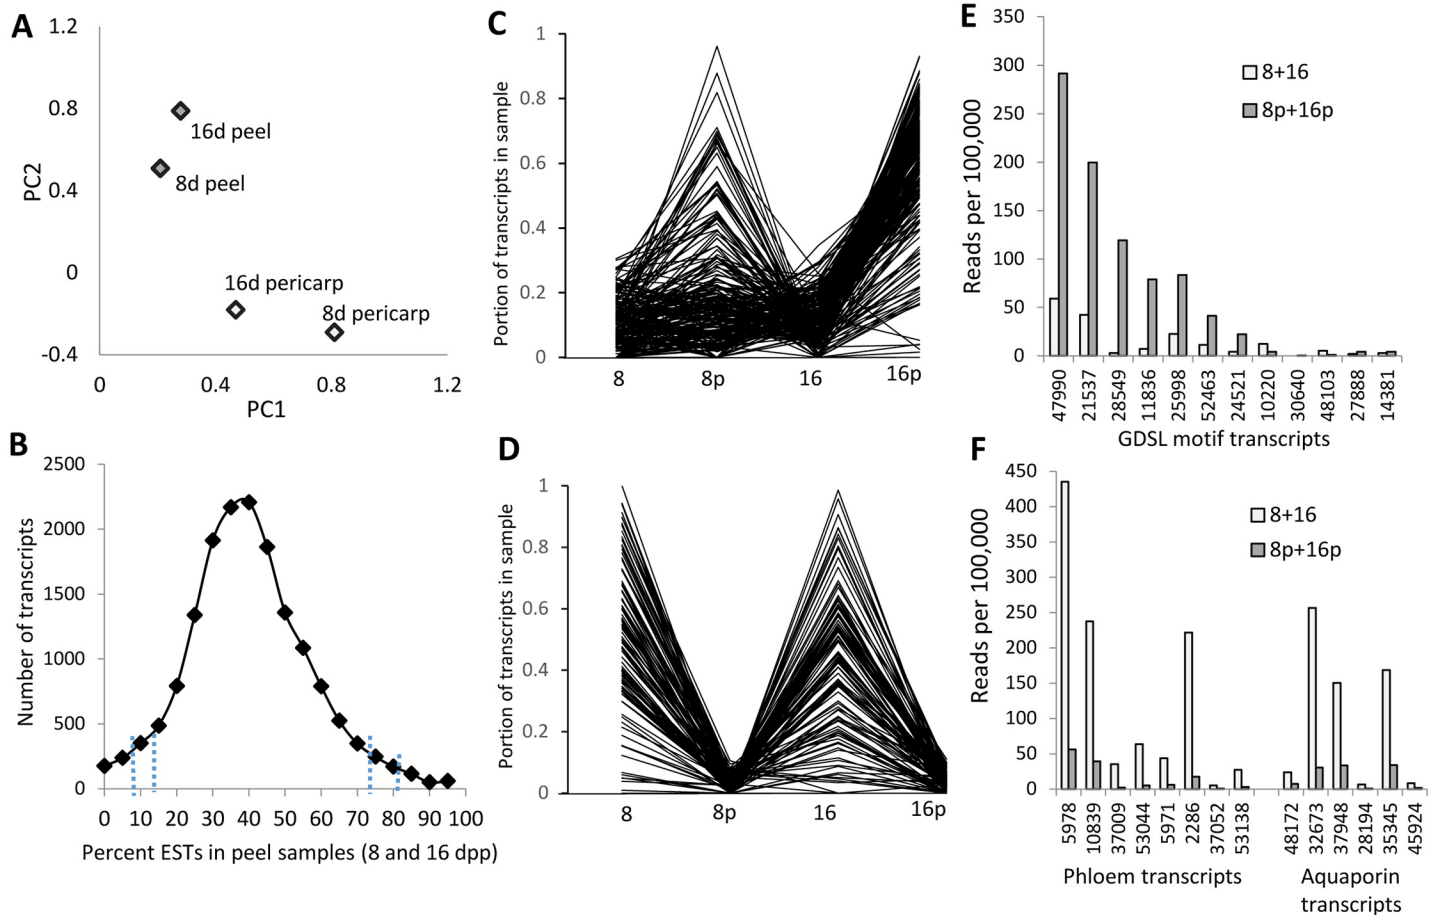 A
1.2
0.8
0.4
0
-0.4
PC2
16d peel
8d peel
16d pericarp
8d pericarp
0 0.4 0.8 1.2
PC1
B
2500
2000
1500
1000
500
0
Number of transcripts
0 10 20 30 40 50 60 70 80 90 100
Percent ESTs in peel samples (8 and 16 dpp)
C
1
0.8
0.6
0.4
0.2
0
Portion of transcripts in sample
8 8p 16 16p
D
1
0.8
0.6
0.4
0.2
0
Portion of transcripts in sample
8 8p 16 16p
E
350
300
250
200
150
100
50
0
Reads per 100,000
8+16
8p+16p
47990 21537 28549 11836 25998 52463 24521 10220 30640 48103 27888 14381
GDSL motif transcripts
F
450
400
350
300
250
200
150
100
50
0
Reads per 100,000
8+16
8p+16p
5978 10839 37009 53044 5971 2286 37052 53138 48172 32673 37948 28194 35345 45924
Phloem transcripts
Aquaporin
transcripts